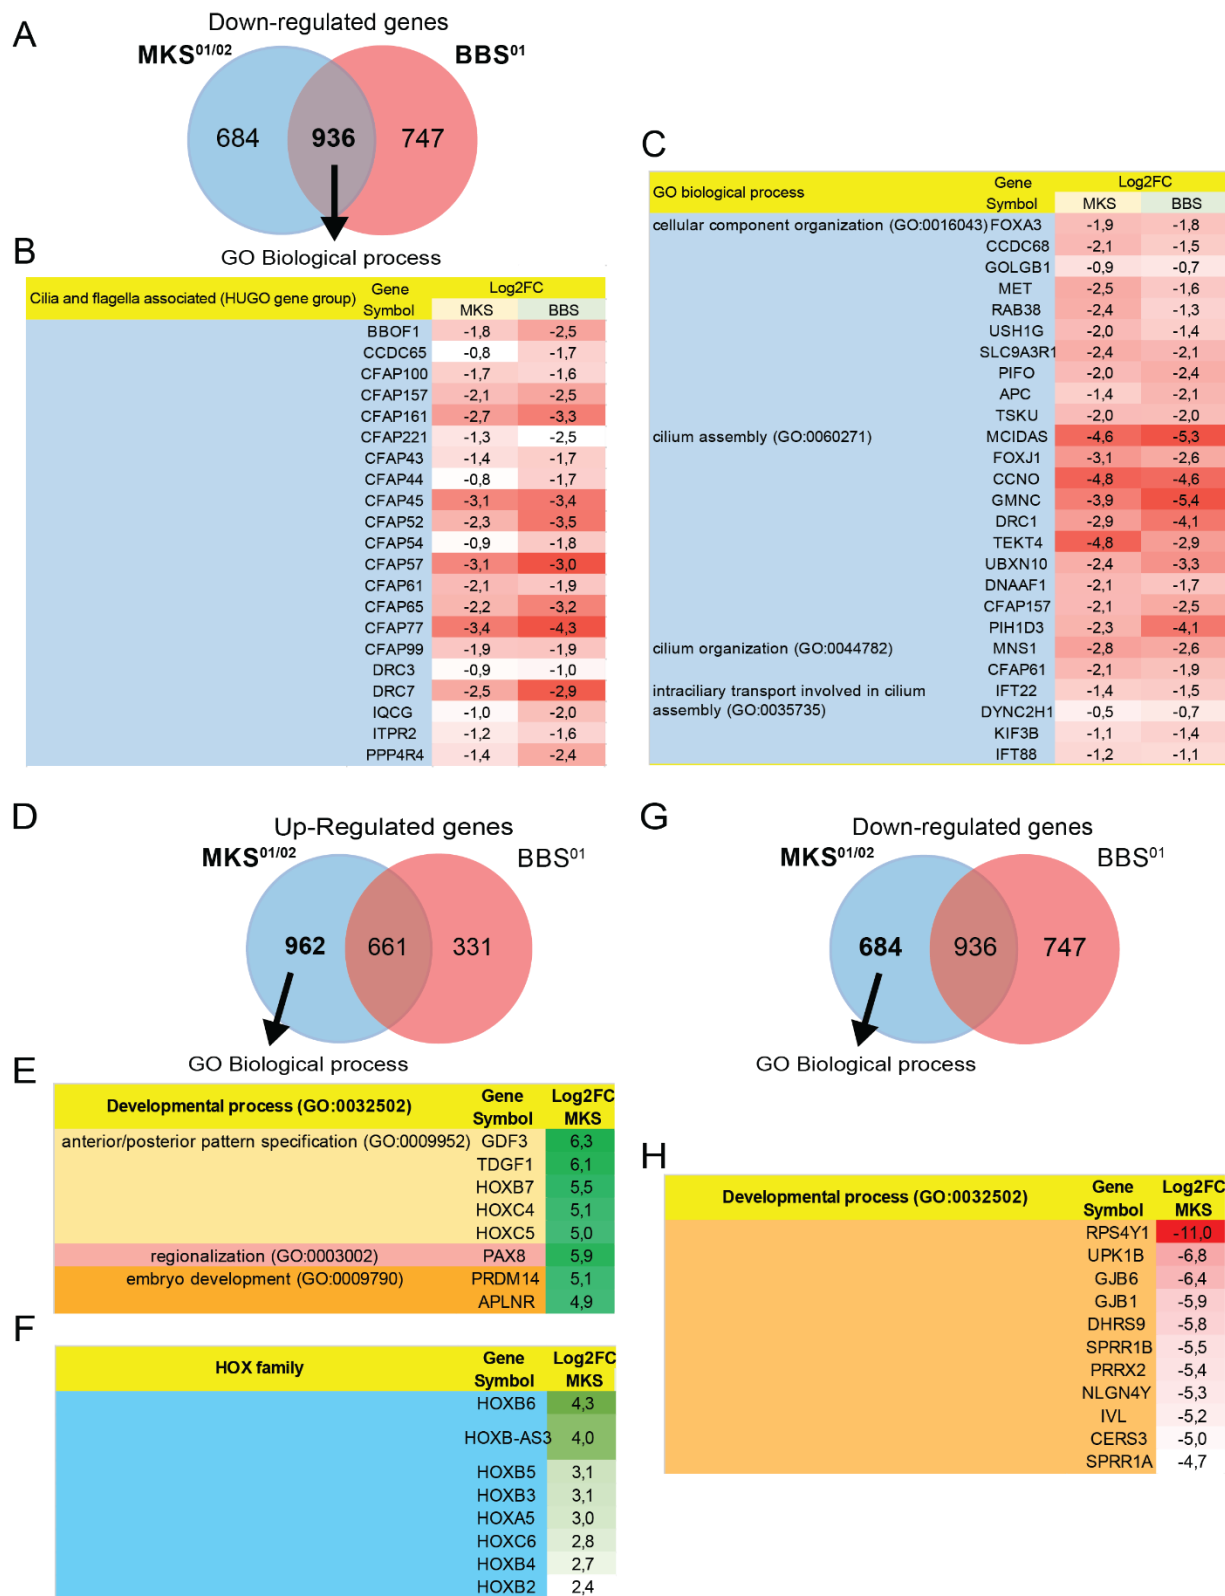 A
Down-regulated genes
MKS01/02
BBS01
684
936
747
GO Biological process
B
Cilia and flagella associated (HUGO gene group)
Gene Symbol
Log2FC
MKS
BBS
BBOF1 -1,8 -2,5
CCDC65 -0,8 -1,7
CFAP100 -1,7 -1,6
CFAP157 -2,1 -2,5
CFAP161 -2,7 -3,3
CFAP221 -1,3 -2,5
CFAP43 -1,4 -1,7
CFAP44 -0,8 -1,7
CFAP45 -3,1 -3,4
CFAP52 -2,3 -3,5
CFAP54 -0,9 -1,8
CFAP57 -3,1 -3,0
CFAP61 -2,1 -1,9
CFAP65 -2,2 -3,2
CFAP77 -3,4 -4,3
CFAP99 -1,9 -1,9
DRC3 -0,9 -1,0
DRC7 -2,5 -2,9
IQCG -1,0 -2,0
ITPR2 -1,2 -1,6
PPP4R4 -1,4 -2,4
C
GO biological process
Gene Symbol
Log2FC
MKS
BBS
cellular component organization (GO:0016043) FOXA3 -1,9 -1,8
CCDC68 -2,1 -1,5
GOLGB1 -0,9 -0,7
MET -2,5 -1,6
RAB38 -2,4 -1,3
USH1G -2,0 -1,4
SLC9A3R1 -2,4 -2,1
PIFO -2,0 -2,4
APC -1,4 -2,1
TSKU -2,0 -2,0
cilium assembly (GO:0060271) MCIDAS -4,6 -5,3
FOXJ1 -3,1 -2,6
CCNO -4,8 -4,6
GMNC -3,9 -5,4
DRC1 -2,9 -4,1
TEKT4 -4,8 -2,9
UBXN10 -2,4 -3,3
DNAAF1 -2,1 -1,7
CFAP157 -2,1 -2,5
PIH1D3 -2,3 -4,1
cilium organization (GO:0044782) MNS1 -2,8 -2,6
CFAP61 -2,1 -1,9
intraciliary transport involved in cilium IFT22 -1,4 -1,5
assembly (GO:0035735) DYNC2H1 -0,5 -0,7
KIF3B -1,1 -1,4
IFT88 -1,2 -1,1
D
Up-Regulated genes
MKS01/02
BBS01
962
661
331
GO Biological process
E
Developmental process (GO:0032502)
Gene Symbol
Log2FC MKS
anterior/posterior pattern specification (GO:0009952) GDF3 6,3
TDGF1 6,1
HOXB7 5,5
HOXC4 5,1
HOXC5 5,0
regionalization (GO:0003002) PAX8 5,9
embryo development (GO:0009790) PRDM14 5,1
APLNR 4,9
F
HOX family
Gene Symbol
Log2FC MKS
HOXB6 4,3
HOXB-AS3 4,0
HOXB5 3,1
HOXB3 3,1
HOXA5 3,0
HOXC6 2,8
HOXB4 2,7
HOXB2 2,4
G
Down-regulated genes
MKS01/02
BBS01
684
936
747
GO Biological process
H
Developmental process (GO:0032502)
Gene Symbol
Log2FC MKS
RPS4Y1 -11,0
UPK1B -6,8
GJB6 -6,4
GJB1 -5,9
DHRS9 -5,8
SPRR1B -5,5
PRRX2 -5,4
NLGN4Y -5,3
IVL -5,2
CERS3 -5,0
SPRR1A -4,7